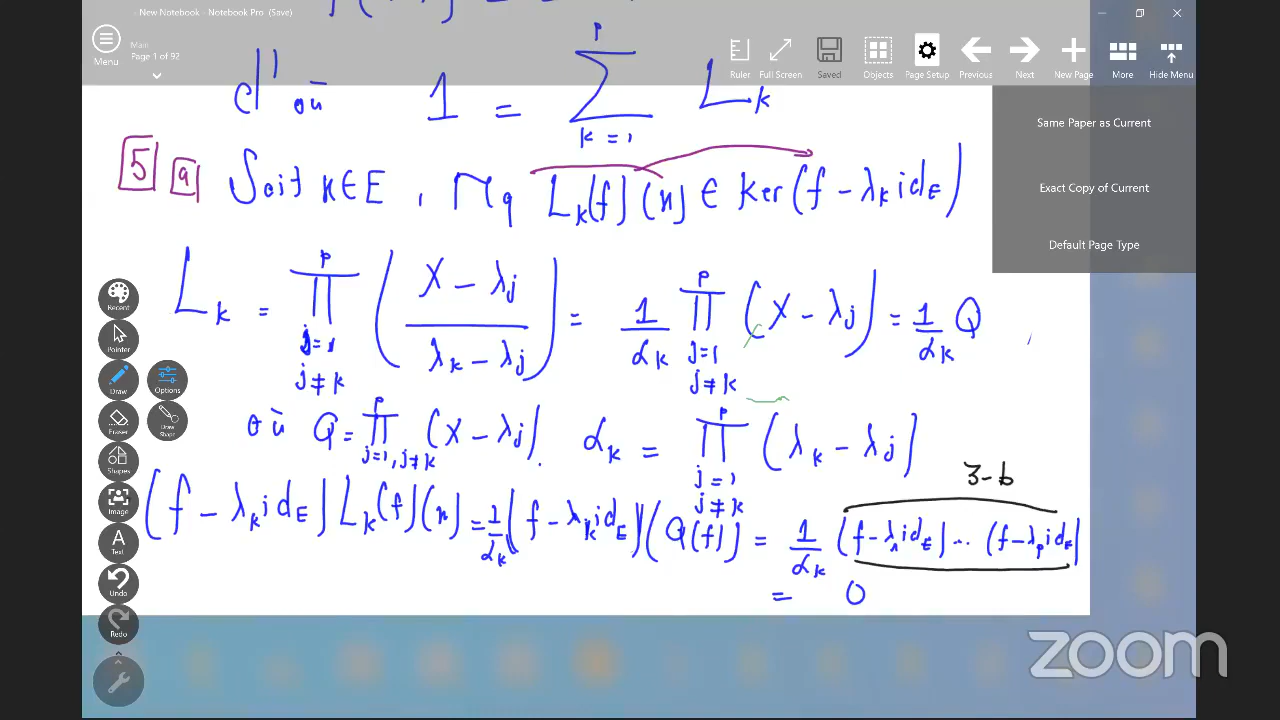 - New Notebook - Notebook Pro (Save)
Menu
Main
Page 1 of 92
Ruler
Full Screen
Saved
Objects
Page Setup
Previous
Next
New Page
More
Hide Menu
Same Paper as Current
Exact Copy of Current
Default Page Type
d'où 1 = ∑_{k=1}^{p} L_k
5 a Soit x∈E, Mq L_k(f)(x) ∈ Ker(f - λ_k id_E)
L_k = ∏_{j=1, j≠k}^{p} ((X - λ_j)/(λ_k - λ_j)) = 1/α_k ∏_{j=1, j≠k}^{p} (X - λ_j) = 1/α_k Q
où Q = ∏_{j=1, j≠k}^{p} (X - λ_j). α_k = ∏_{j=1, j≠k}^{p} (λ_k - λ_j)
3-b
(f - λ_k id_E) L_k(f)(x) = 1/α_k (f - λ_k id_E)(Q(f)) = 1/α_k (f - λ_1 id_E) ... (f - λ_p id_E)
= 0
Recent
Pointer
Draw
Options
Eraser
Draw Shape
Shapes
Image
Text
Undo
Redo
zoom